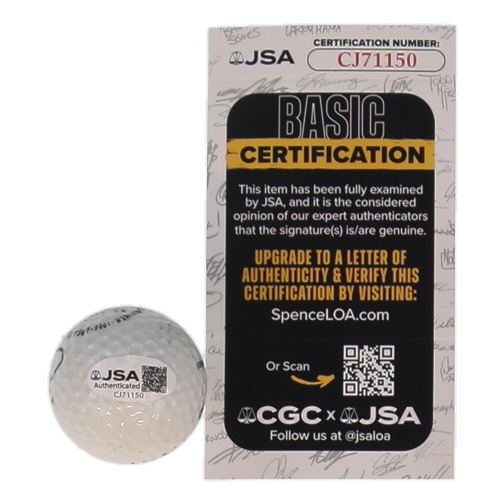 JSA
CERTIFICATION NUMBER:
CJ71150
BASIC
CERTIFICATION
This item has been fully examined
by JSA, and it is the considered
opinion of our expert authenticators
that the signature(s) is/are genuine.
UPGRADE TO A LETTER OF
AUTHENTICITY & VERIFY THIS
CERTIFICATION BY VISITING:
SpenceLOA.com
Or Scan
CGC x JSA
Follow us at @jsaloa
JSA
Authenticated
CJ71150